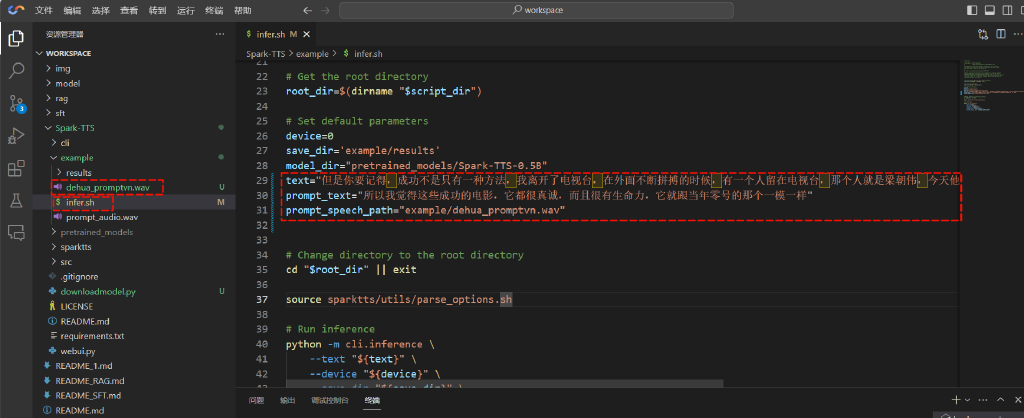 文件 编辑 选择 查看 转到 运行 终端 帮助
workspace
资源管理器
WORKSPACE
img
model
rag
sft
Spark-TTS
cli
example
results
dehua_promptvn.wav U
infer.sh M
prompt_audio.wav
pretrained_models
sparktts
src
.gitignore
downloadmodel.py U
LICENSE
README.md
requirements.txt
webui.py
README_1.md
README_RAG.md
README_SFT.md
README.md
3
$ infer.sh M
Spark-TTS > example > $ infer.sh
21
22 # Get the root directory
23 root_dir=$(dirname "$script_dir")
24
25 # Set default parameters
26 device=0
27 save_dir='example/results'
28 model_dir="pretrained_models/Spark-TTS-0.5B"
29 text="但是你要记得，成功不是只有一种方法，我离开了电视台，在外面不断拼搏的时候，有一个人留在电视台，那个人就是梁朝伟，今天他
30 prompt_text="所以我觉得这些成功的电影，它都很真诚，而且很有生命力，它就跟当年零号的那个一模一样"
31 prompt_speech_path="example/dehua_promptvn.wav"
32
33
34 # Change directory to the root directory
35 cd "$root_dir" || exit
36
37 source sparktts/utils/parse_options.sh
38
39 # Run inference
40 python -m cli.inference \
41 --text "${text}" \
42 --device "${device}" \
问题 输出 调试控制台 终端